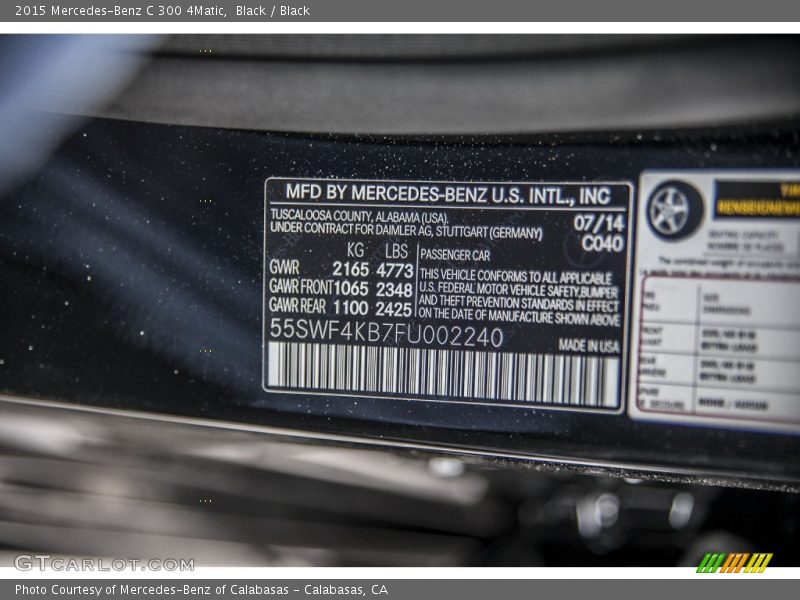 2015 Mercedes-Benz C 300 4Matic, Black / Black
MFD BY MERCEDES-BENZ U.S. INTL., INC
TUSCALOOSA COUNTY, ALABAMA (USA).
UNDER CONTRACT FOR DAIMLER AG, STUTTGART (GERMANY)
07/14
C040
KG LBS
GWR 2165 4773
GAWR FRONT 1065 2348
GAWR REAR 1100 2425
PASSENGER CAR
THIS VEHICLE CONFORMS TO ALL APPLICABLE
U.S. FEDERAL MOTOR VEHICLE SAFETY, BUMPER
AND THEFT PREVENTION STANDARDS IN EFFECT
ON THE DATE OF MANUFACTURE SHOWN ABOVE
55SWF4KB7FU002240
MADE IN USA
GTCARLOT.COM
Photo Courtesy of Mercedes-Benz of Calabasas - Calabasas, CA